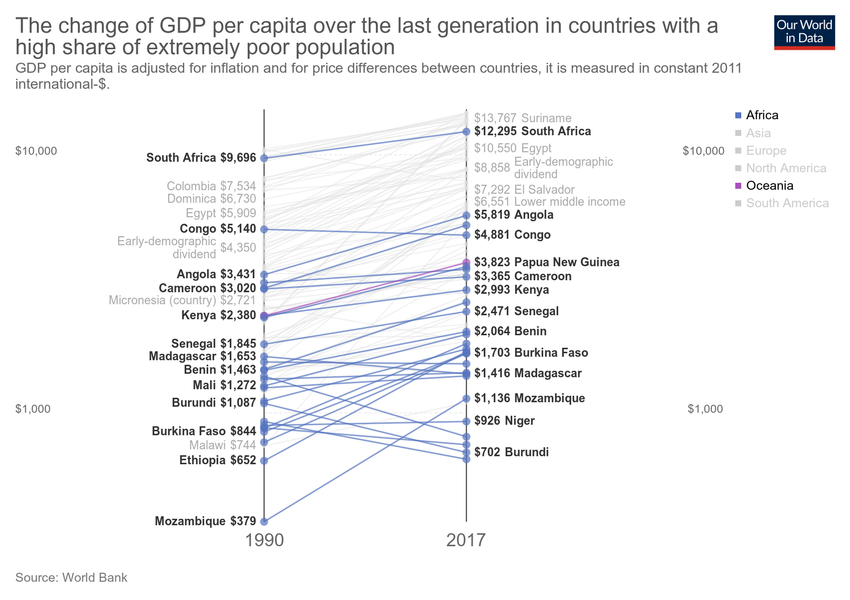 The change of GDP per capita over the last generation in countries with a
high share of extremely poor population
Our World
in Data
GDP per capita is adjusted for inflation and for price differences between countries, it is measured in constant 2011
international-$.
$10,000
South Africa $9,696
Colombia $7,534
Dominica $6,730
Egypt $5,909
Congo $5,140
Early-demographic
dividend $4,350
Angola $3,431
Cameroon $3,020
Micronesia (country) $2,721
Kenya $2,380
Senegal $1,845
Madagascar $1,653
Benin $1,463
Mali $1,272
Burundi $1,087
$1,000
Burkina Faso $844
Malawi $744
Ethiopia $652
Mozambique $379
$13,767 Suriname
$12,295 South Africa
$10,550 Egypt
$8,858 Early-demographic
dividend
$7,292 El Salvador
$6,551 Lower middle income
$5,819 Angola
$4,881 Congo
$3,823 Papua New Guinea
$3,365 Cameroon
$2,993 Kenya
$2,471 Senegal
$2,064 Benin
$1,703 Burkina Faso
$1,416 Madagascar
$1,136 Mozambique
$926 Niger
$702 Burundi
$10,000
$1,000
Africa
Asia
Europe
North America
Oceania
South America
1990
2017
Source: World Bank